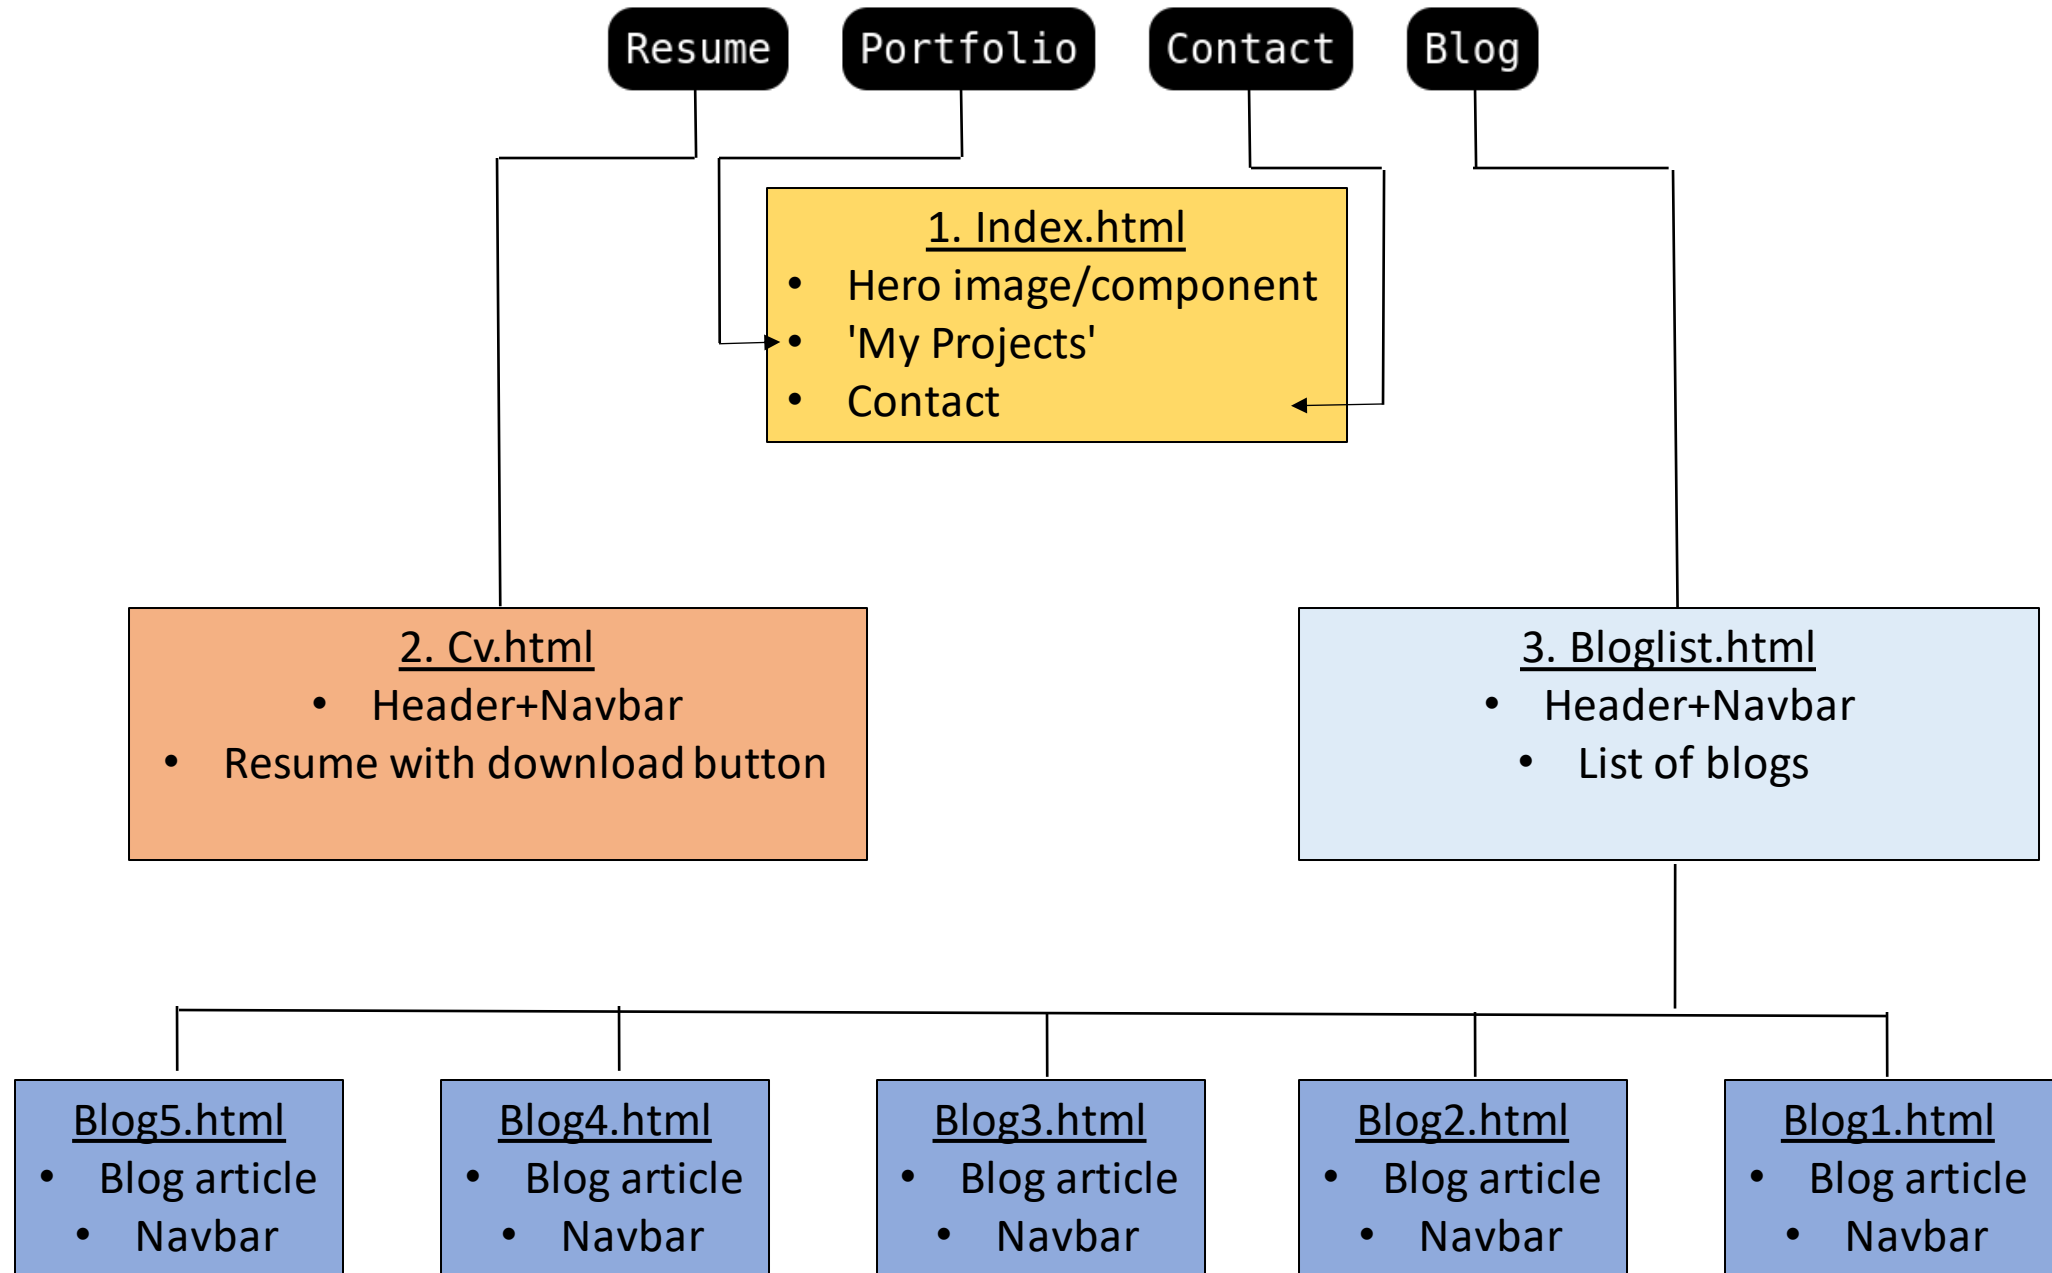 Resume Portfolio Contact Blog
1. Index.html
• Hero image/component
• 'My Projects'
• Contact
2. Cv.html
• Header+Navbar
• Resume with download button
3. Bloglist.html
• Header+Navbar
• List of blogs
Blog5.html
• Blog article
• Navbar
Blog4.html
• Blog article
• Navbar
Blog3.html
• Blog article
• Navbar
Blog2.html
• Blog article
• Navbar
Blog1.html
• Blog article
• Navbar